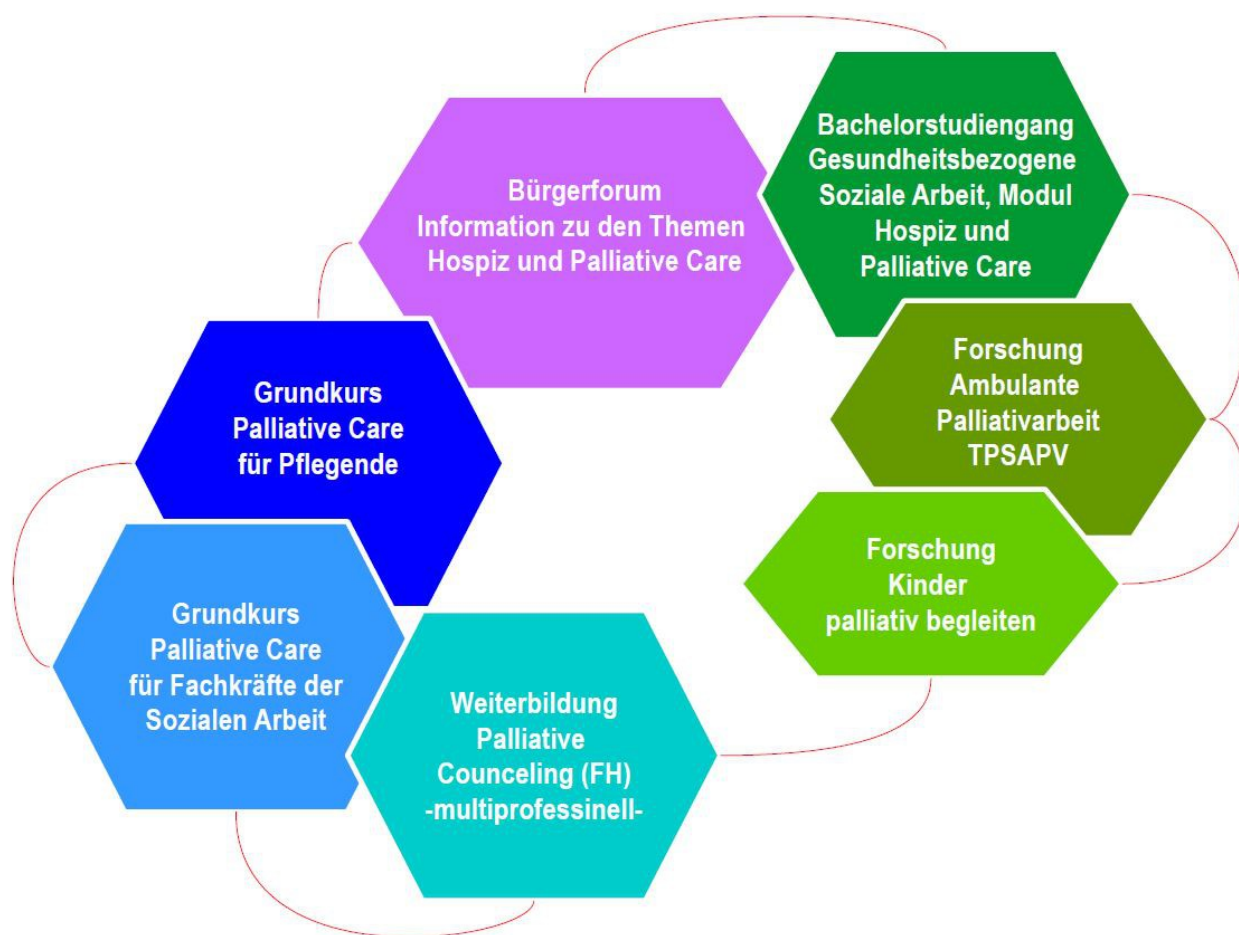 Bürgerforum
Information zu den Themen
Hospiz und Palliative Care
Bachelorstudiengang
Gesundheitsbezogene
Soziale Arbeit, Modul
Hospiz und
Palliative Care
Forschung
Ambulante
Palliativarbeit
TPSAPV
Forschung
Kinder
palliativ begleiten
Weiterbildung
Palliative
Counceling (FH)
-multiprofessinell-
Grundkurs
Palliative Care
für Fachkräfte der
Sozialen Arbeit
Grundkurs
Palliative Care
für Pflegende